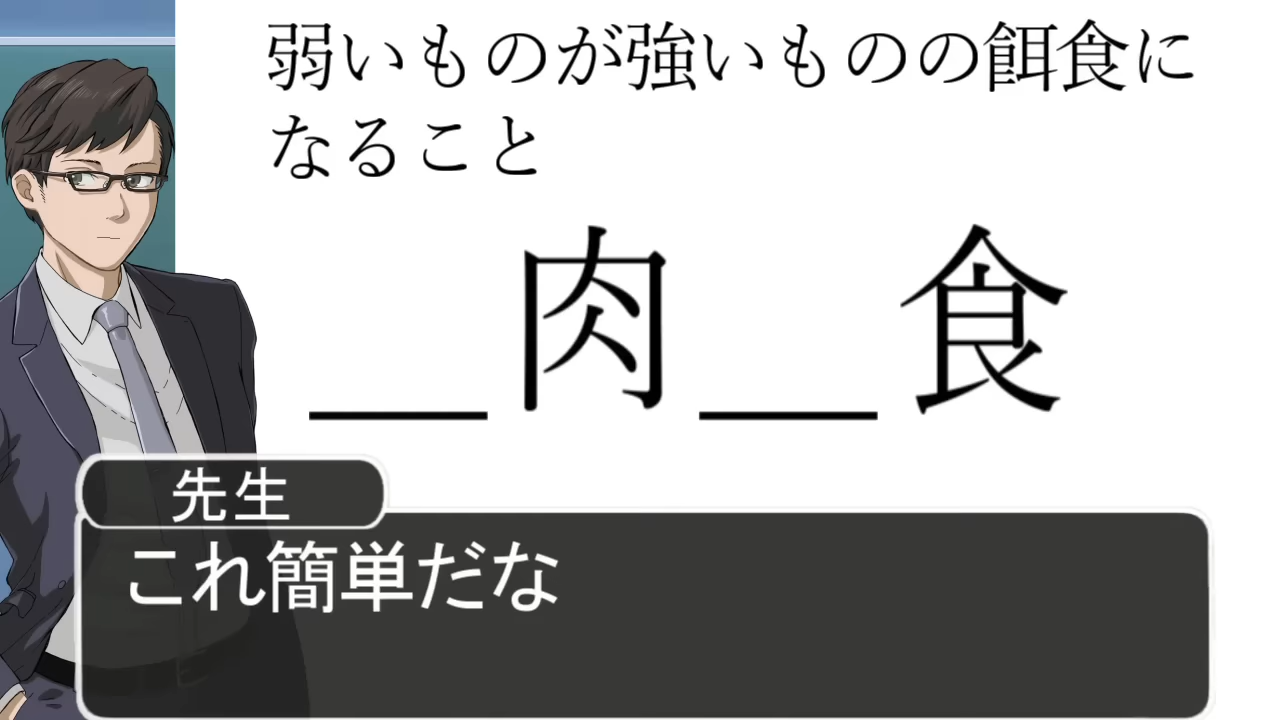 弱いものが強いものの餌食に
なること
＿肉＿食
先生
これ簡単だな